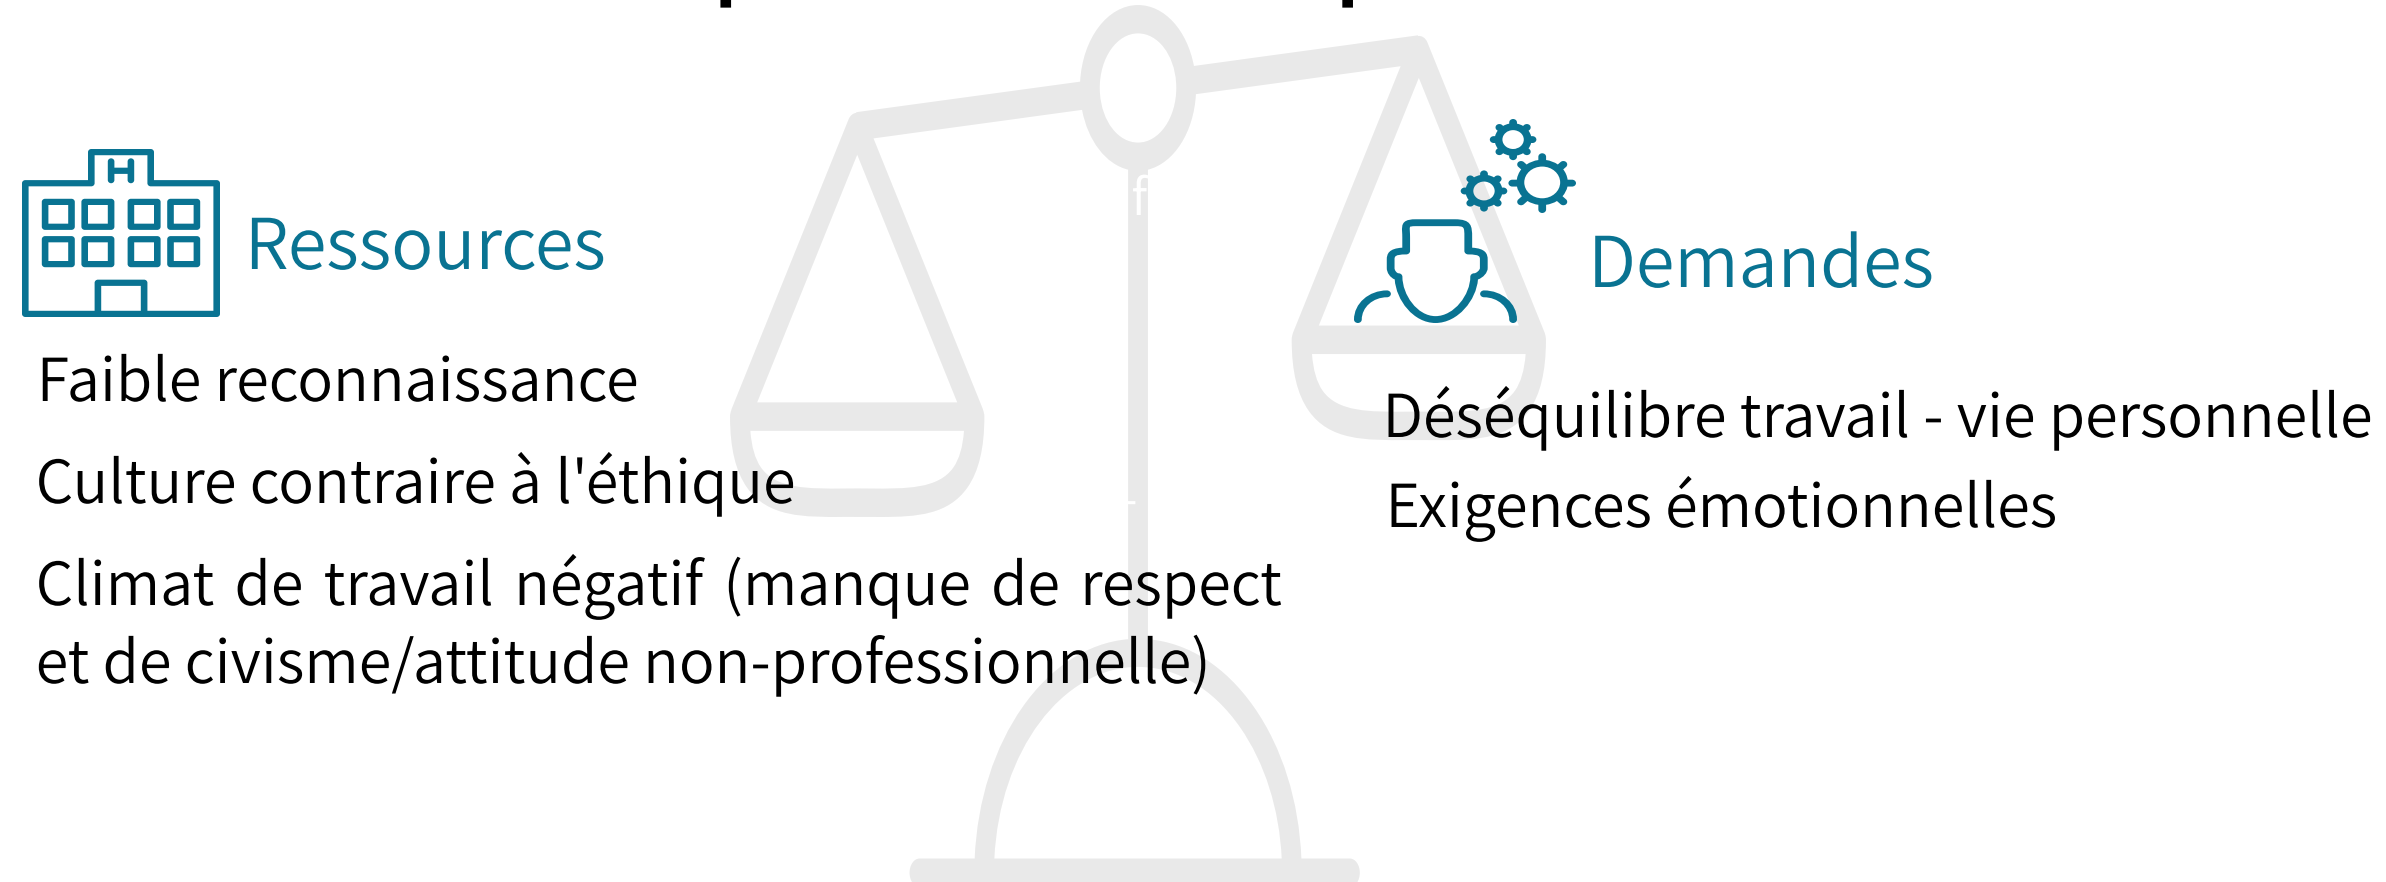 H
Ressources
Faible reconnaissance
Culture contraire à l'éthique
Climat de travail négatif (manque de respect
et de civisme/attitude non-professionnelle)
Demandes
Déséquilibre travail - vie personnelle
Exigences émotionnelles